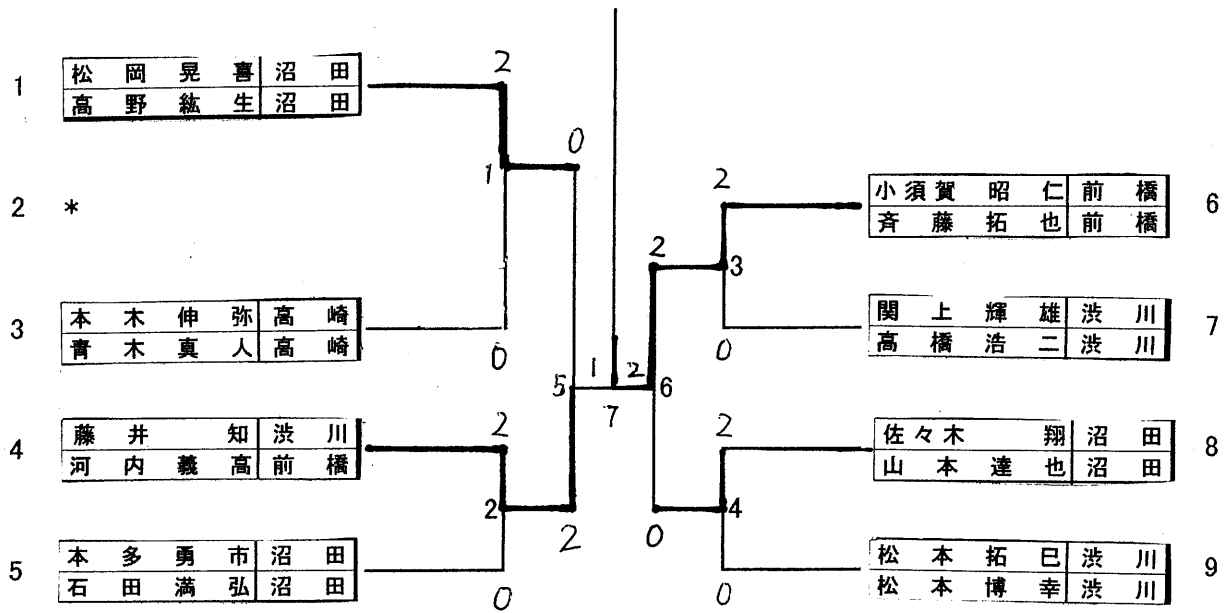 1
松岡晃喜 沼田
高野紘生 沼田
2 *
3
本木伸弥 高崎
青木真人 高崎
4
藤井知 渋川
河内義高 前橋
5
本多勇市 沼田
石田満弘 沼田
2
1
0
0
2
2
0
5
2
1 2
7
6
2
0
2
3
0
2
4
0
小須賀昭仁 前橋
斉藤拓也 前橋
6
関上輝雄 渋川
高橋浩二 渋川
7
佐々木翔 沼田
山本達也 沼田
8
松本拓巳 渋川
松本博幸 渋川
9